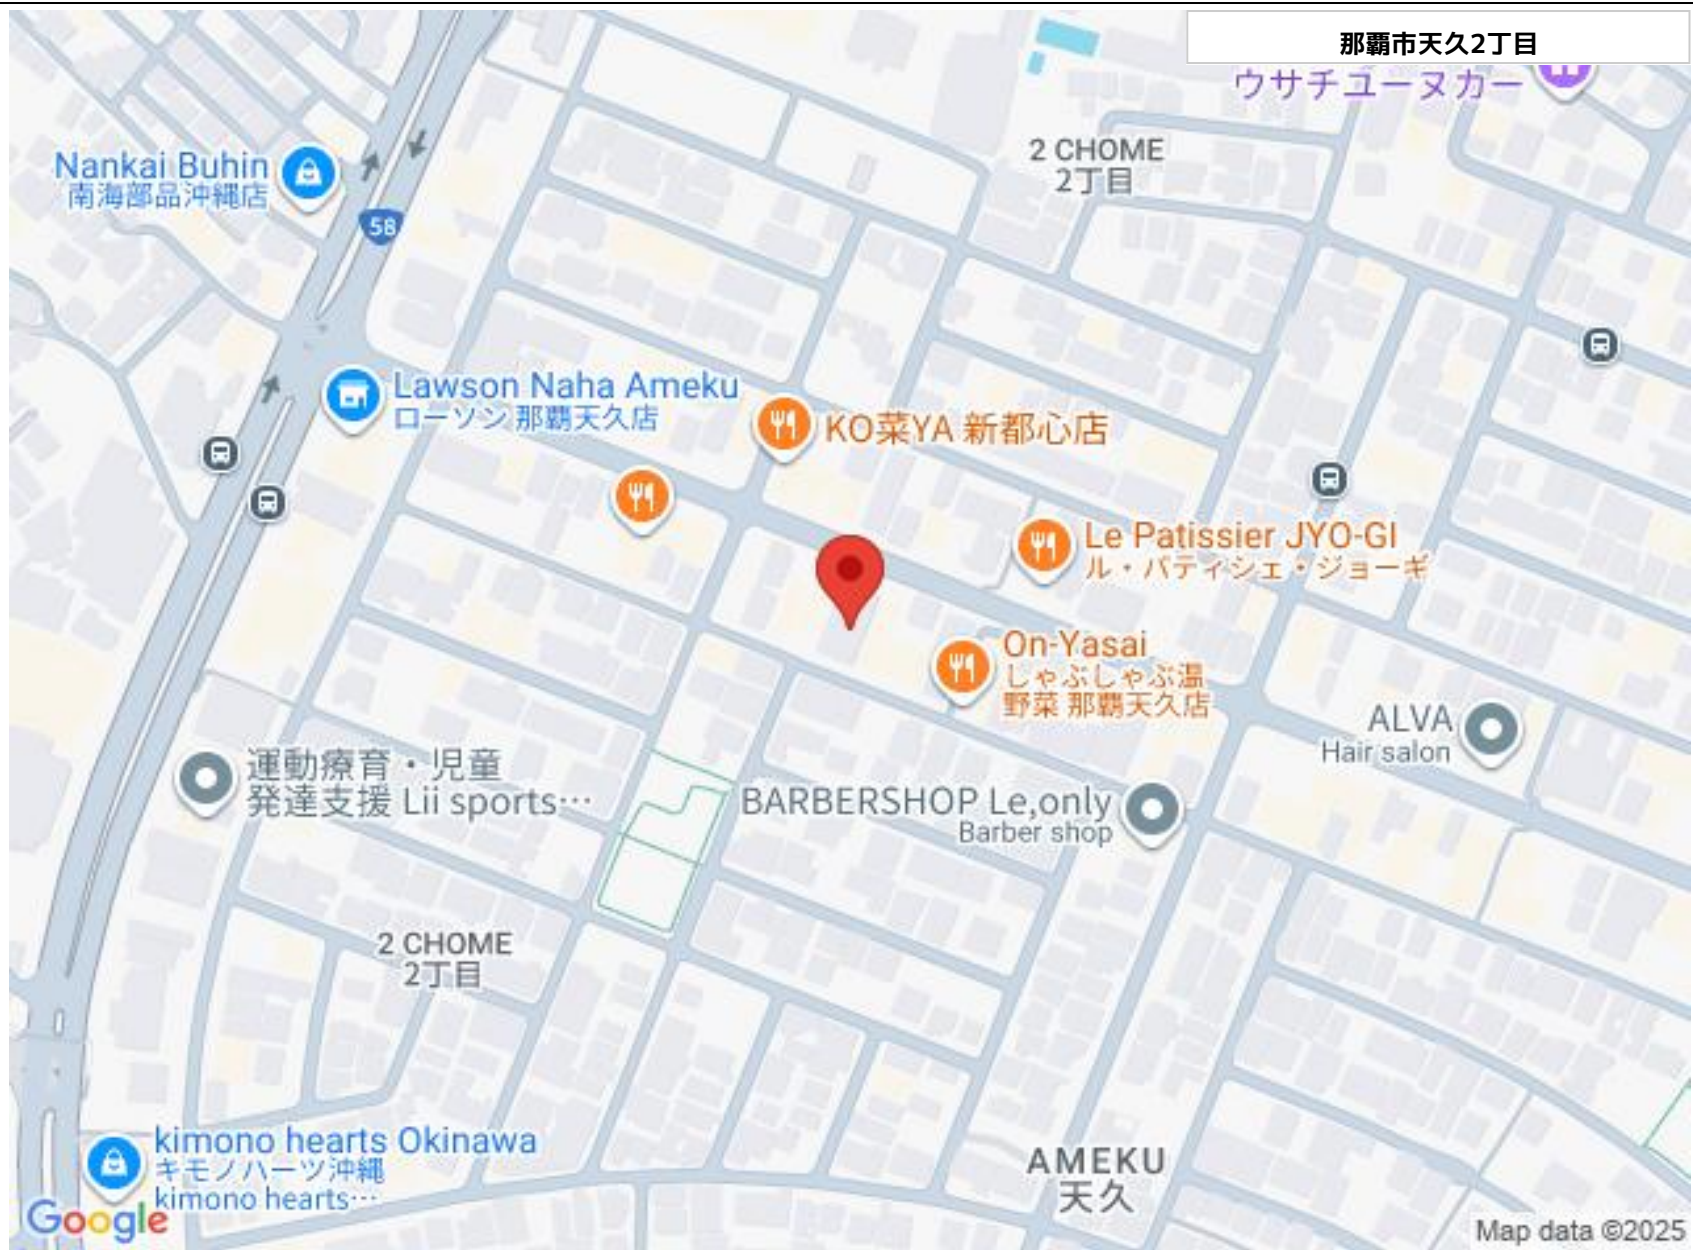 那覇市天久2丁目
ウサチユーヌカー
2 CHOME
2丁目
Nankai Buhin
南海部品沖縄店
58
Lawson Naha Ameku
ローソン 那覇天久店
KO菜YA 新都心店
Le Patissier JYO-GI
ル・パティシェ・ジョーギ
On-Yasai
しゃぶしゃぶ温
野菜 那覇天久店
ALVA
Hair salon
運動療育・児童
発達支援 Lii sports…
BARBERSHOP Le,only
Barber shop
2 CHOME
2丁目
kimono hearts Okinawa
キモノハーツ沖縄
kimono hearts…
AMEKU
天久
Google
Map data ©2025